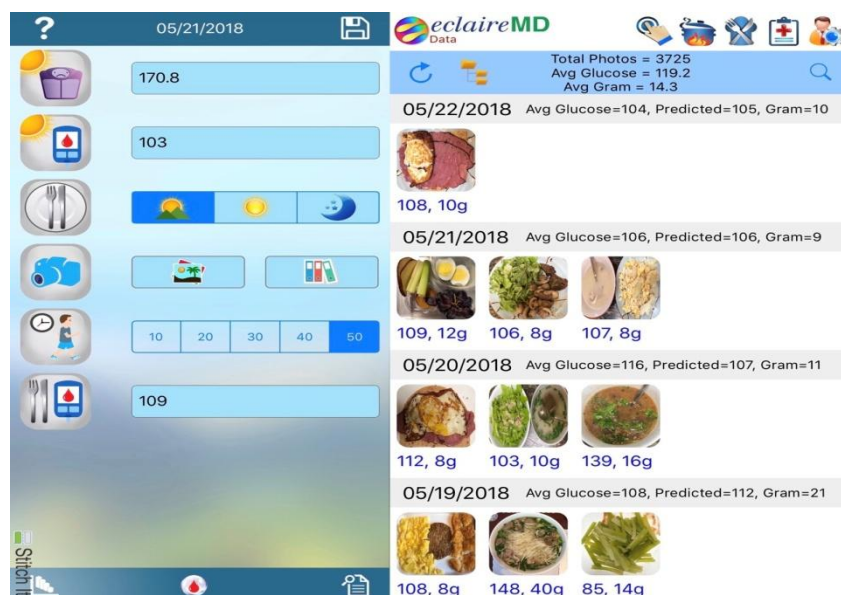 ?
05/21/2018
170.8
103
10 20 30 40 50
109
Stitch It
eclaireMD
Data
Total Photos = 3725
Avg Glucose = 119.2
Avg Gram = 14.3
05/22/2018 Avg Glucose=104, Predicted=105, Gram=10
108, 10g
05/21/2018 Avg Glucose=106, Predicted=106, Gram=9
109, 12g 106, 8g 107, 8g
05/20/2018 Avg Glucose=116, Predicted=107, Gram=11
112, 8g 103, 10g 139, 16g
05/19/2018 Avg Glucose=108, Predicted=112, Gram=21
108, 8g 148, 40g 85, 14g